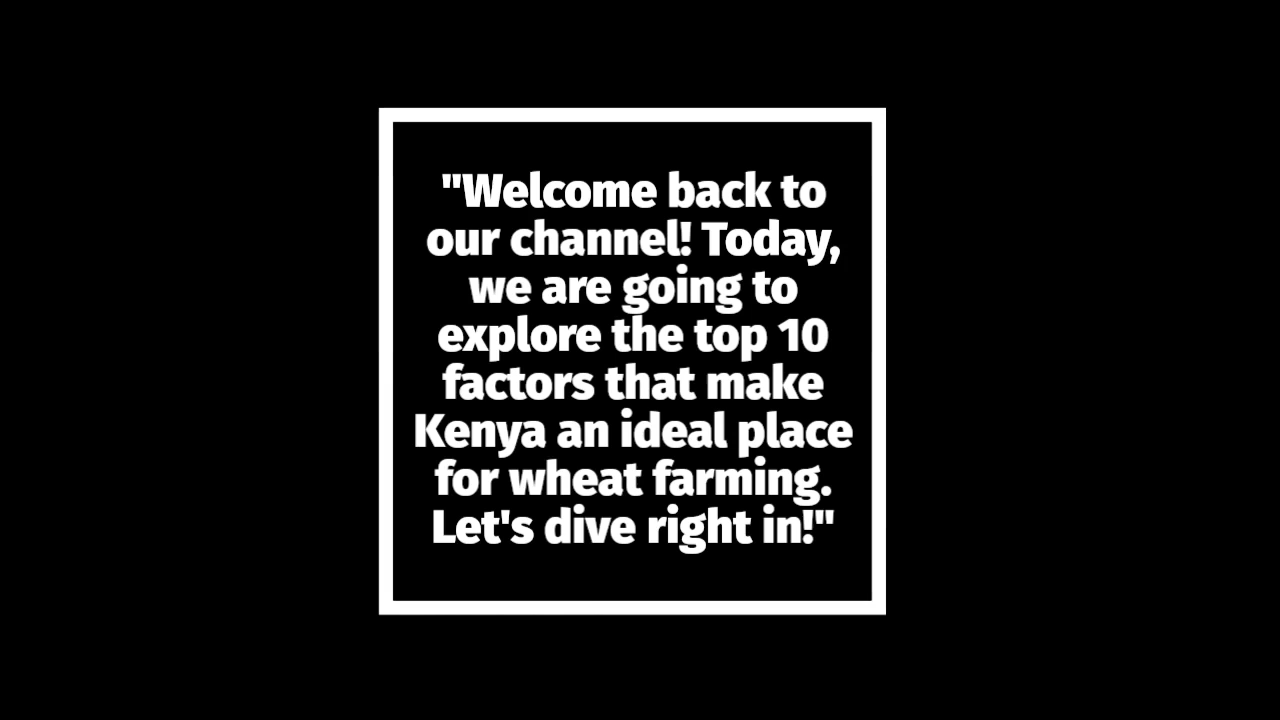 "Welcome back to
our channel! Today,
we are going to
explore the top 10
factors that make
Kenya an ideal place
for wheat farming.
Let's dive right in!"